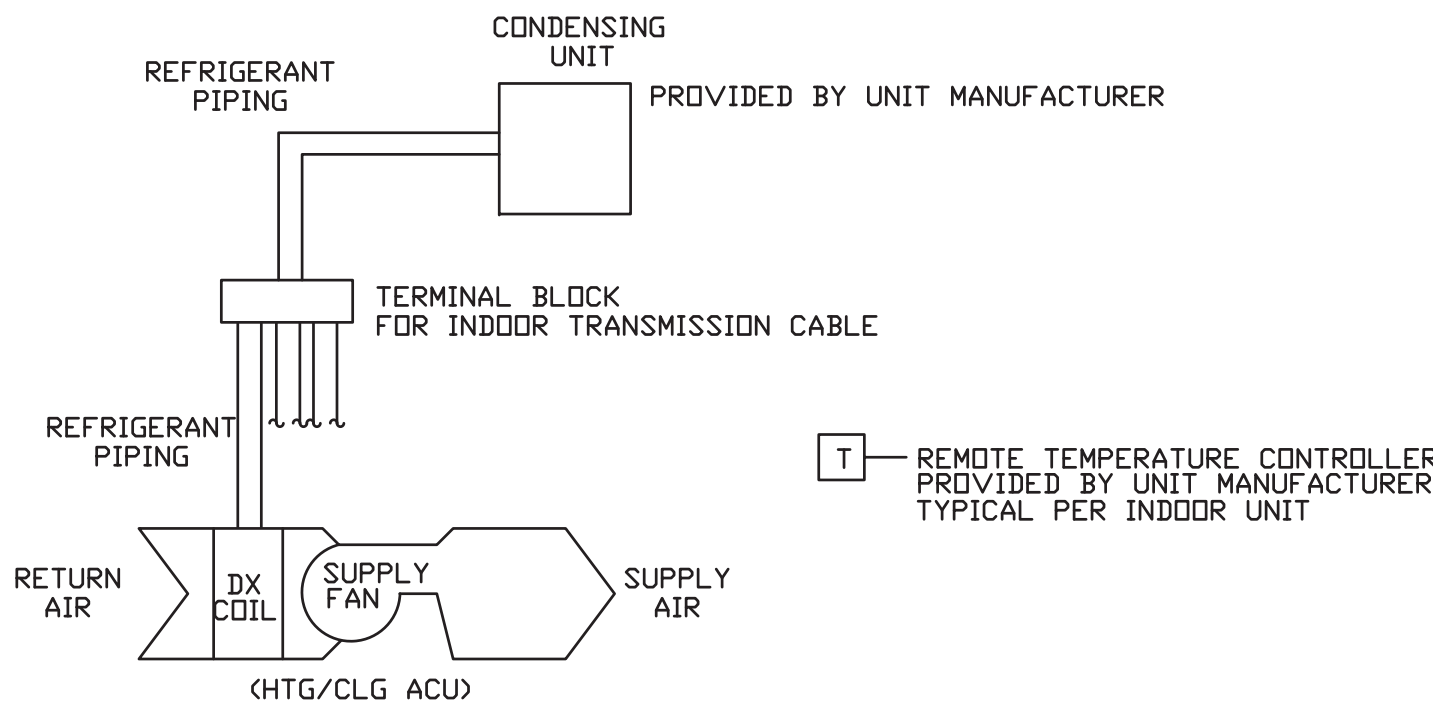 CONDENSING
UNIT
REFRIGERANT
PIPING
PROVIDED BY UNIT MANUFACTURER
TERMINAL BLOCK
FOR INDOOR TRANSMISSION CABLE
REFRIGERANT
PIPING
T
REMOTE TEMPERATURE CONTROLLER
PROVIDED BY UNIT MANUFACTURER
TYPICAL PER INDOOR UNIT
RETURN
AIR
DX
COIL
SUPPLY
FAN
SUPPLY
AIR
(HTG/CLG ACU)